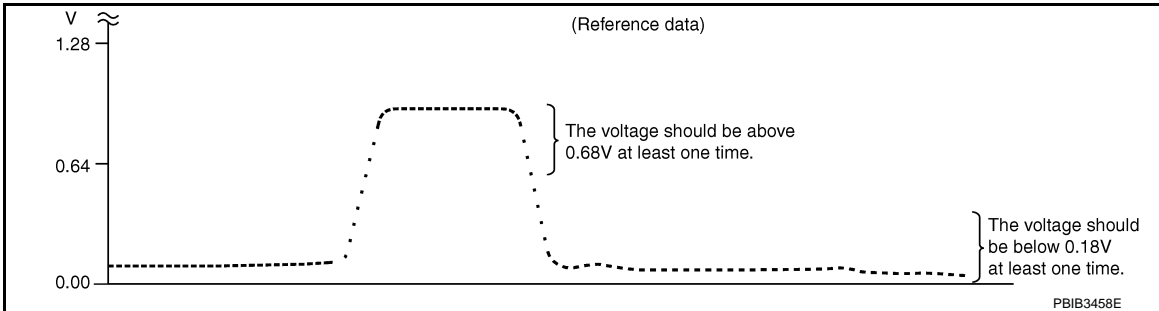 V
(Reference data)
1.28
The voltage should be above
0.68V at least one time.
0.64
The voltage should
be below 0.18V
at least one time.
0.00
PBIB3458E